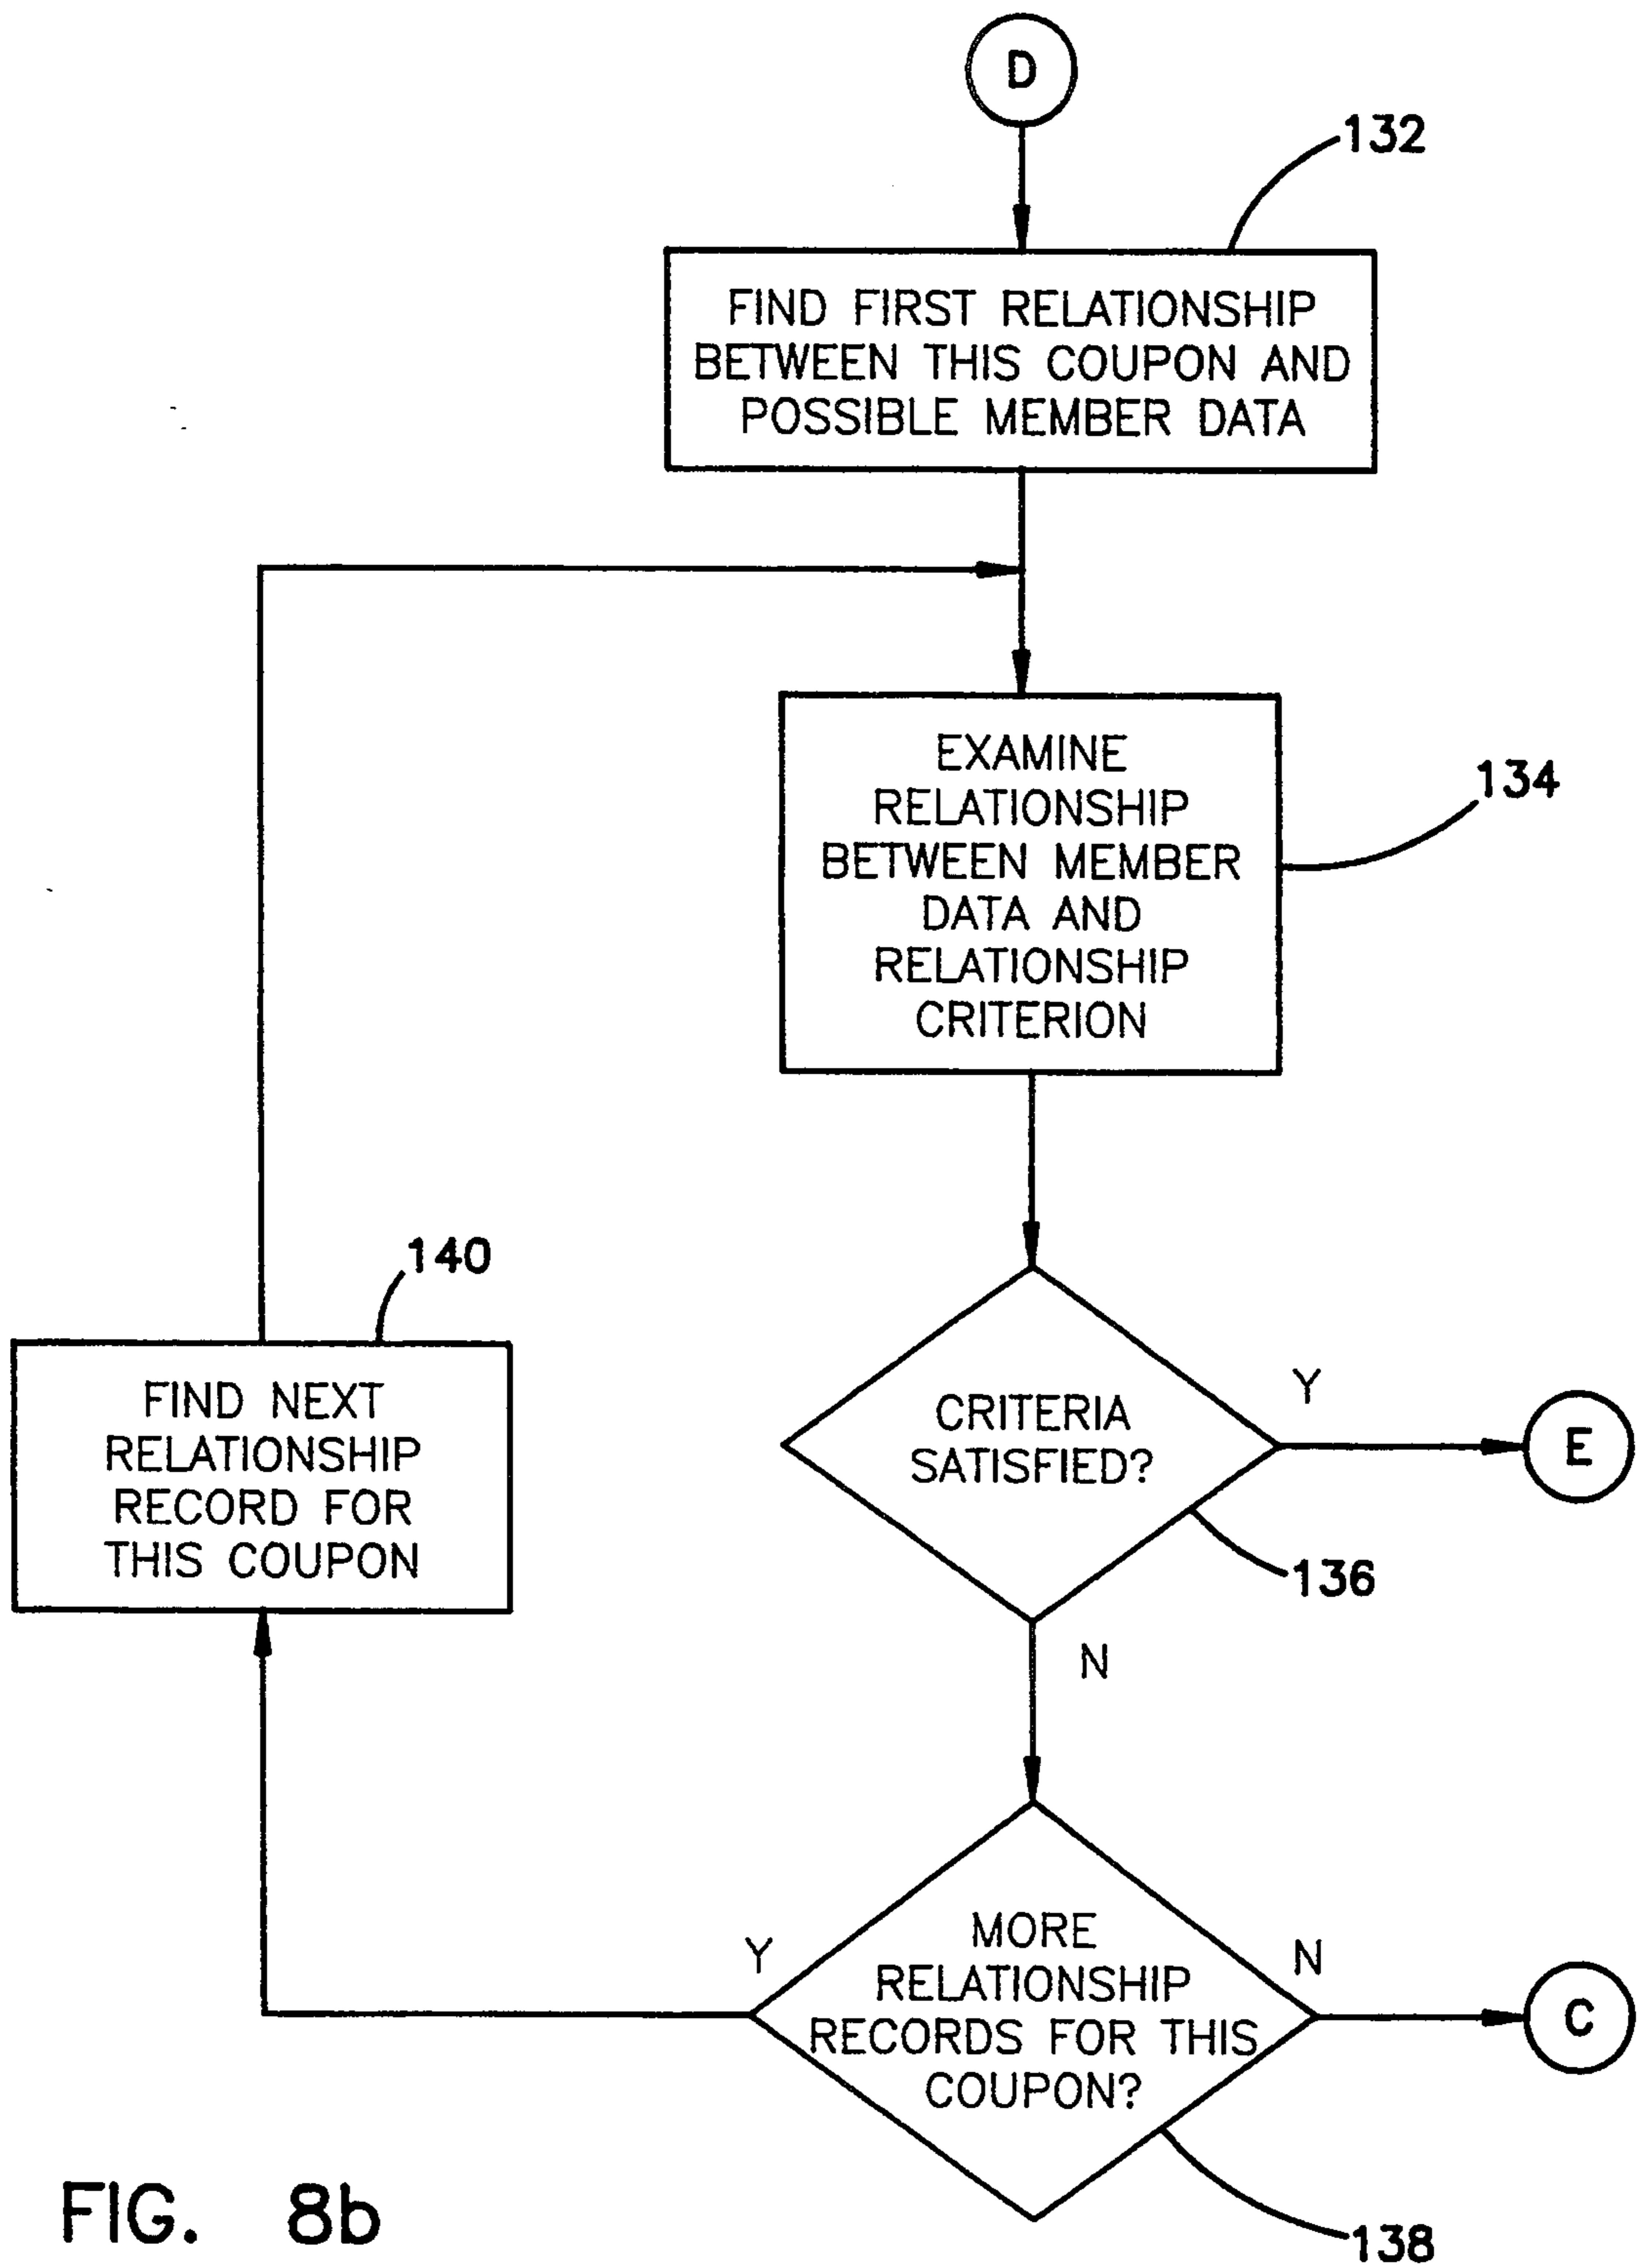 D
132
FIND FIRST RELATIONSHIP
BETWEEN THIS COUPON AND
POSSIBLE MEMBER DATA
EXAMINE
RELATIONSHIP
BETWEEN MEMBER
DATA AND
RELATIONSHIP
CRITERION
134
140
FIND NEXT
RELATIONSHIP
RECORD FOR
THIS COUPON
CRITERIA
SATISFIED?
Y
E
136
N
MORE
RELATIONSHIP
RECORDS FOR THIS
COUPON?
Y
N
C
138
FIG. 8b